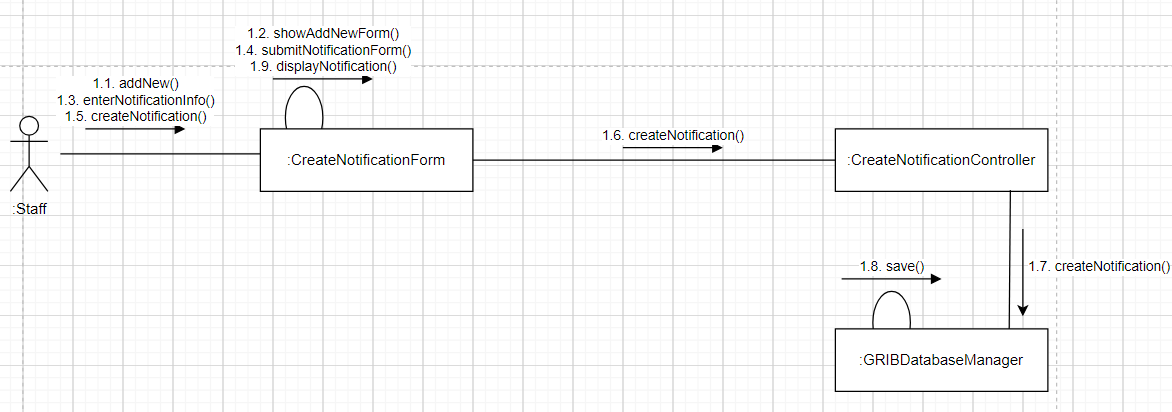 1.2. showAddNewForm()
1.4. submitNotificationForm()
1.9. displayNotification()
1.1. addNew()
1.3. enterNotificationInfo()
1.5. createNotification()
:Staff
:CreateNotificationForm
1.6. createNotification()
:CreateNotificationController
1.8. save()
1.7. createNotification()
:GRIBDatabaseManager